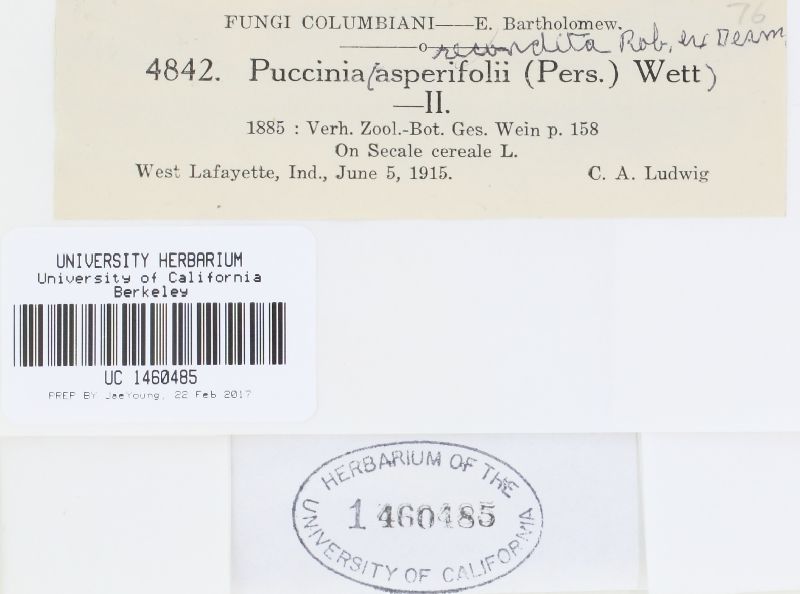 76
FUNGI COLUMBIANI——E. Bartholomew.
recondita Rob. ex Desm.
4842. Puccinia (asperifolii (Pers.) Wett)
—II.
1885 : Verh. Zool.-Bot. Ges. Wein p. 158
On Secale cereale L.
West Lafayette, Ind., June 5, 1915. C. A. Ludwig
UNIVERSITY HERBARIUM
University of California
Berkeley
UC 1460485
PREP BY JaeYoung, 22 Feb 2017
HERBARIUM OF THE
1460485
UNIVERSITY OF CALIFORNIA